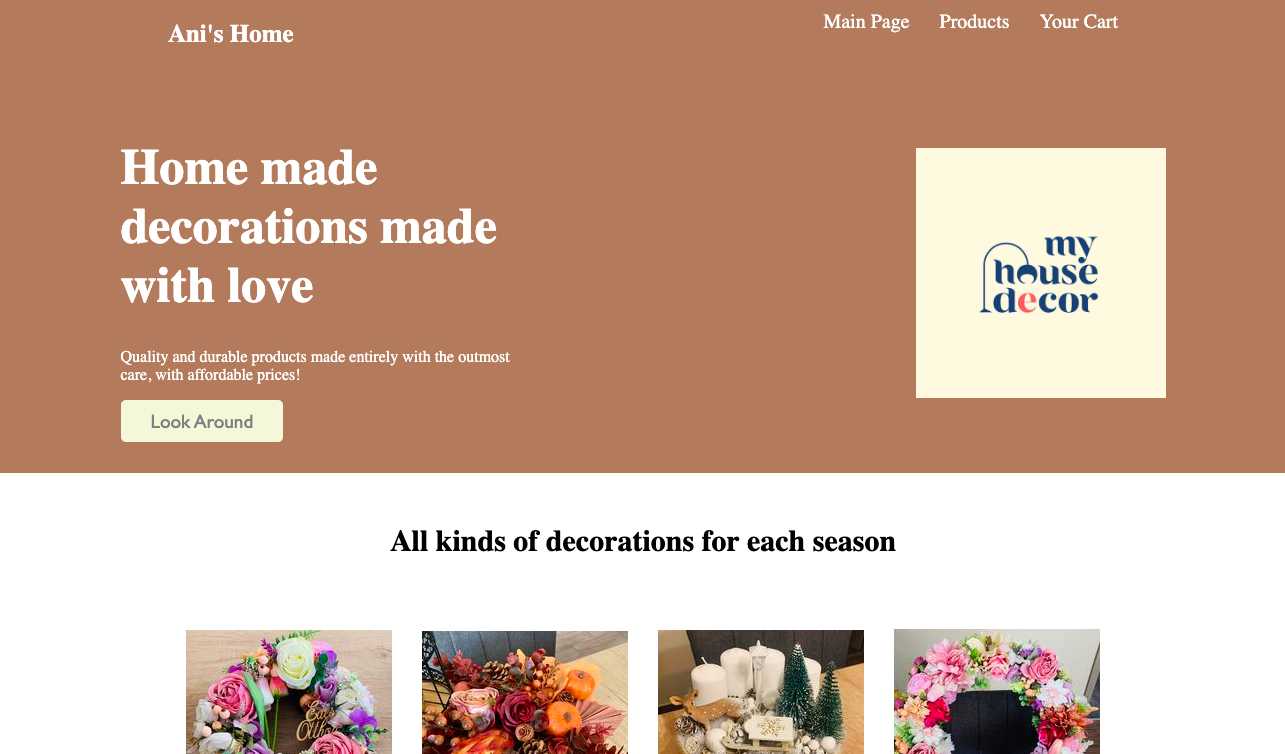 Ani's Home
Main Page Products Your Cart
Home made
decorations made
with love
my
house
decor
Quality and durable products made entirely with the outmost
care, with affordable prices!
Look Around
All kinds of decorations for each season